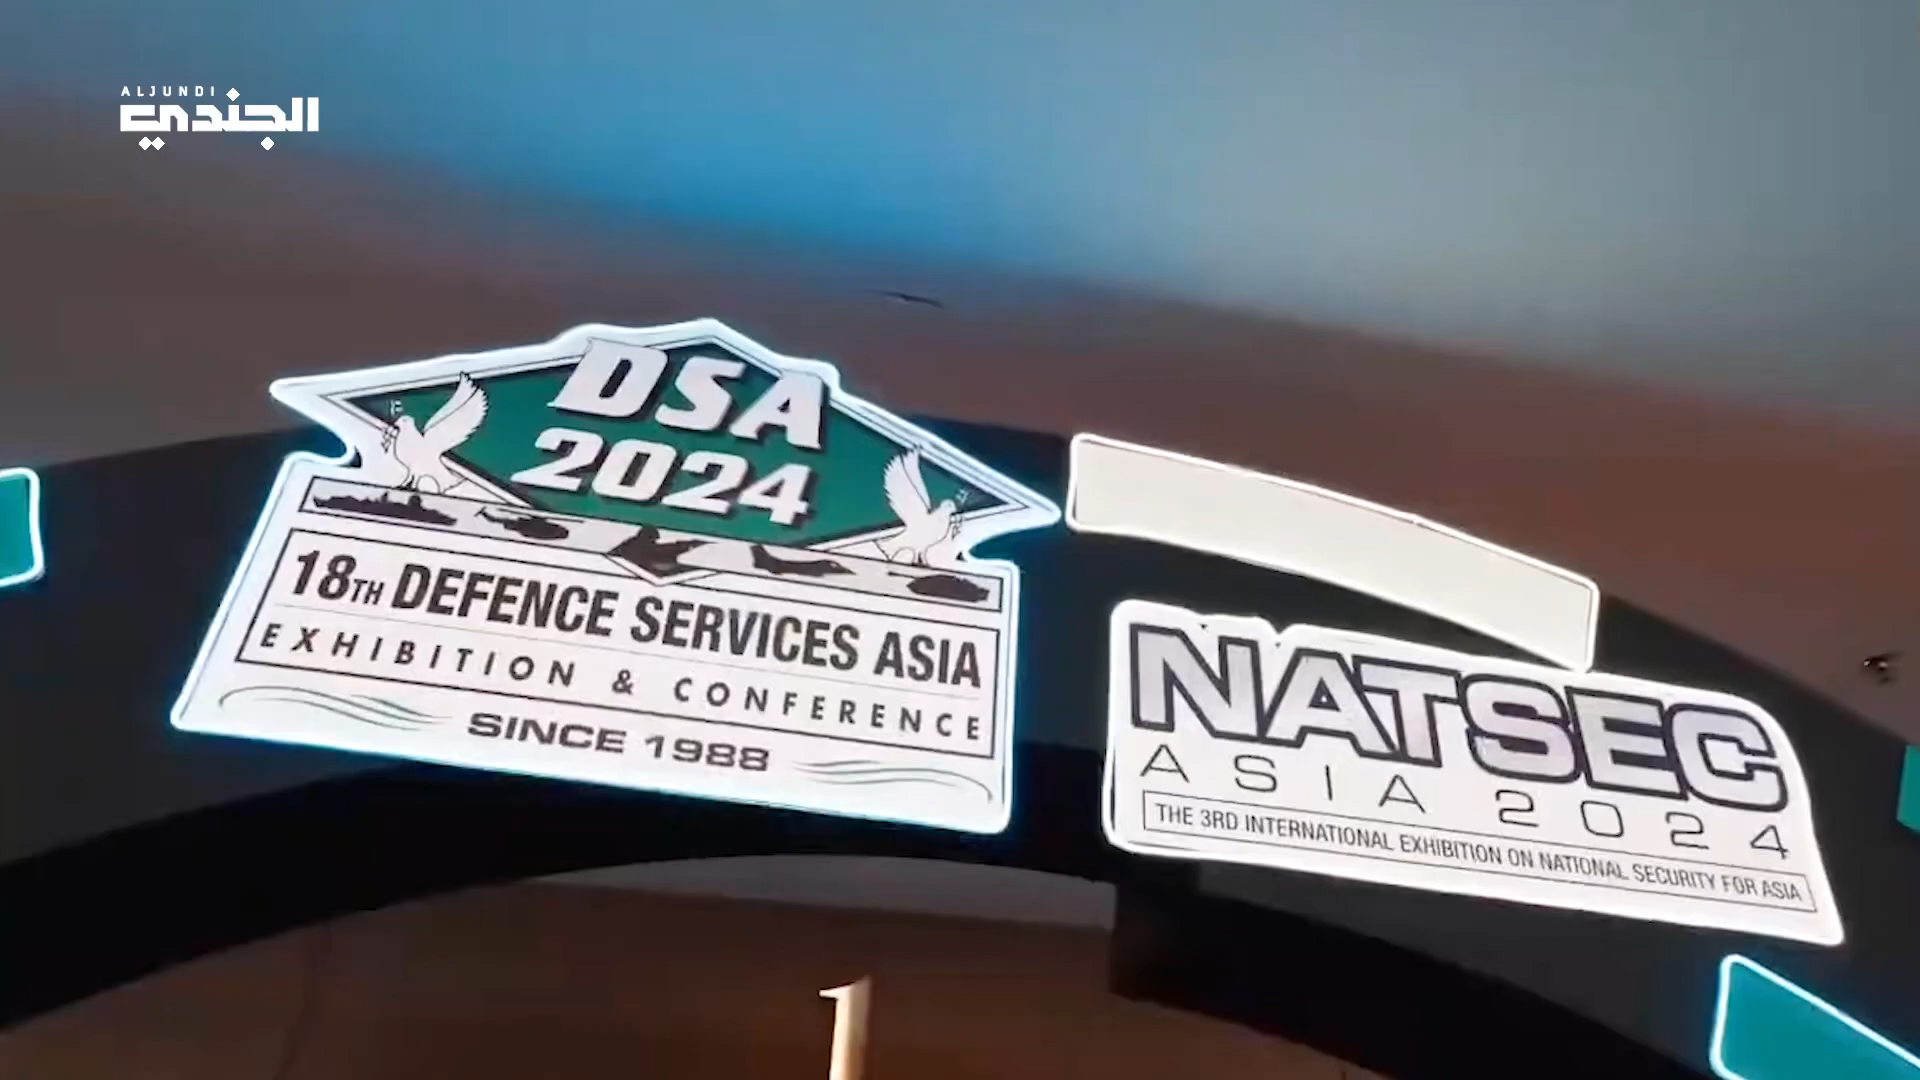 ALJUNDI
الجندي
DSA
2024
18TH DEFENCE SERVICES ASIA
EXHIBITION & CONFERENCE
SINCE 1988
NATSEC
ASIA 2024
THE 3RD INTERNATIONAL EXHIBITION ON NATIONAL SECURITY FOR ASIA
1